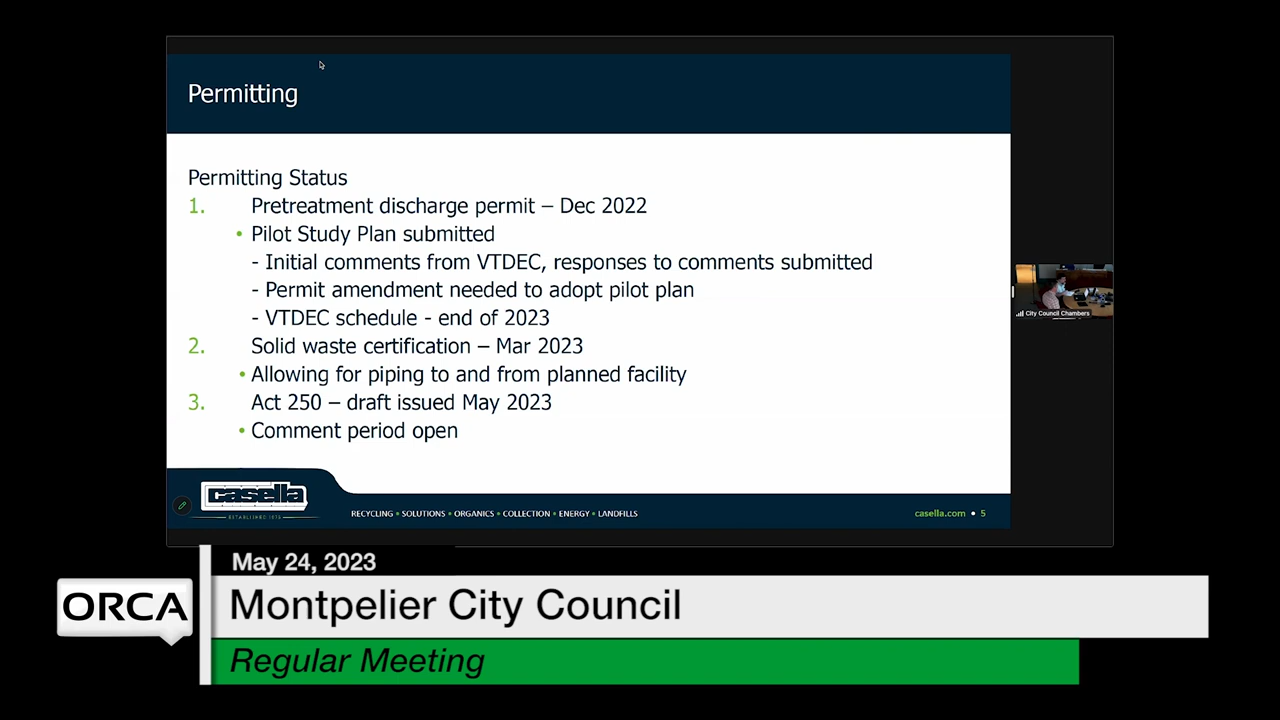 Permitting
Permitting Status
1. Pretreatment discharge permit – Dec 2022
• Pilot Study Plan submitted
- Initial comments from VTDEC, responses to comments submitted
- Permit amendment needed to adopt pilot plan
- VTDEC schedule - end of 2023
2. Solid waste certification – Mar 2023
• Allowing for piping to and from planned facility
3. Act 250 – draft issued May 2023
• Comment period open
City Council Chambers
casella
RECYCLING • SOLUTIONS • ORGANICS • COLLECTION • ENERGY • LANDFILLS
casella.com • 5
May 24, 2023
ORCA
Montpelier City Council
Regular Meeting